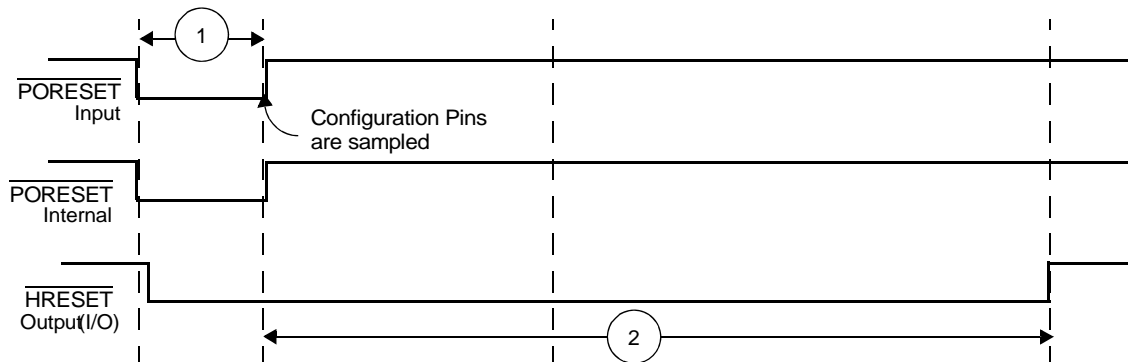 1
PORESET
Input
Configuration Pins
are sampled
PORESET
Internal
HRESET
Output(I/O)
2